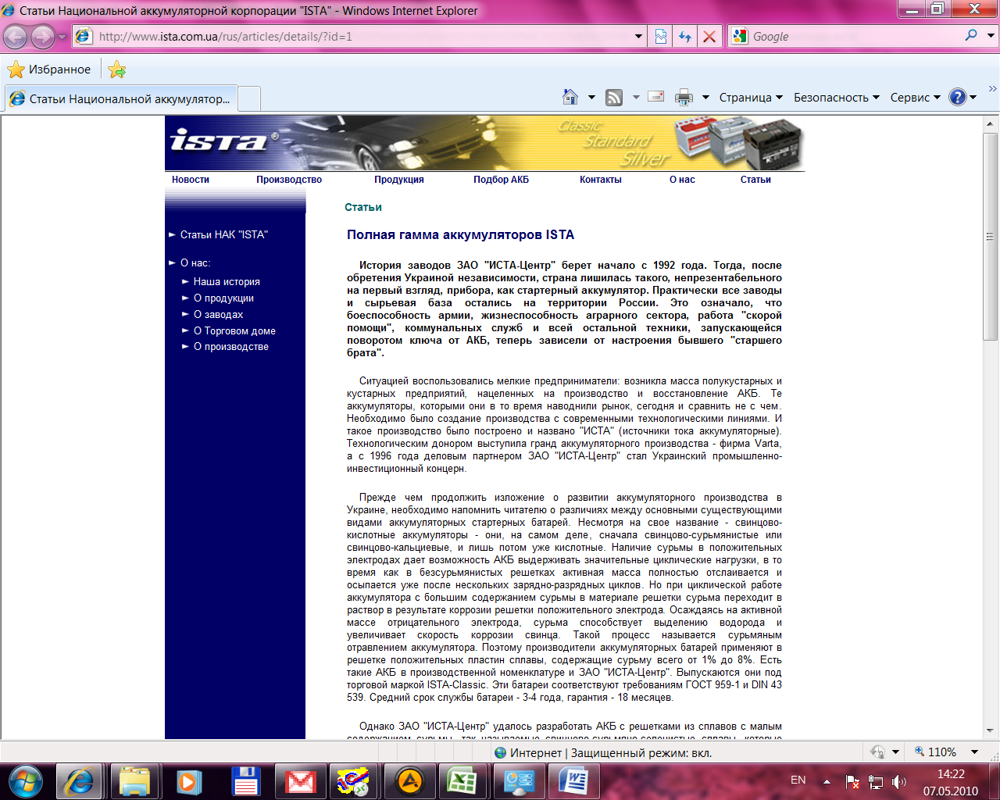 Статьи Национальной аккумуляторной корпорации "ISTA" - Windows Internet Explorer
http://www.ista.com.ua/rus/articles/details/?id=1
Google
Избранное
Статьи Национальной аккумулятор...
Страница
Безопасность
Сервис
ista®
Classic
Standard
Silver
Новости Производство Продукция Подбор АКБ Контакты О нас Статьи
Статьи НАК "ISTA"
О нас:
Наша история
О продукции
О заводах
О Торговом доме
О производстве
Статьи
Полная гамма аккумуляторов ISTA
История заводов ЗАО "ИСТА-Центр" берет начало с 1992 года. Тогда, после
обретения Украиной независимости, страна лишилась такого, непрезентабельного
на первый взгляд, прибора, как стартерный аккумулятор. Практически все заводы
и сырьевая база остались на территории России. Это означало, что
боеспособность армии, жизнеспособность аграрного сектора, работа "скорой
помощи", коммунальных служб и всей остальной техники, запускающейся
поворотом ключа от АКБ, теперь зависели от настроения бывшего "старшего
брата".
Ситуацией воспользовались мелкие предприниматели: возникла масса полукустарных и
кустарных предприятий, нацеленных на производство и восстановление АКБ. Те
аккумуляторы, которыми они в то время наводнили рынок, сегодня и сравнить не с чем.
Необходимо было создание производства с современными технологическими линиями. И
такое производство было построено и названо "ИСТА" (источники тока аккумуляторные).
Технологическим донором выступила гранд аккумуляторного производства - фирма Varta,
а с 1996 года деловым партнером ЗАО "ИСТА-Центр" стал Украинский промышленно-
инвестиционный концерн.
Прежде чем продолжить изложение о развитии аккумуляторного производства в
Украине, необходимо напомнить читателю о различиях между основными существующими
видами аккумуляторных стартерных батарей. Несмотря на свое название - свинцово-
кислотные аккумуляторы - они, на самом деле, сначала свинцово-сурьмянистые или
свинцово-кальциевые, и лишь потом уже кислотные. Наличие сурьмы в положительных
электродах дает возможность АКБ выдерживать значительные циклические нагрузки, в то
время как в безсурьмянистых решетках активная масса полностью отслаивается и
осыпается уже после нескольких зарядно-разрядных циклов. Но при циклической работе
аккумулятора с большим содержанием сурьмы в материале решетки сурьма переходит в
раствор в результате коррозии решетки положительного электрода. Осаждаясь на активной
массе отрицательного электрода, сурьма способствует выделению водорода и
увеличивает скорость коррозии свинца. Такой процесс называется сурьмяным
отравлением аккумулятора. Поэтому производители аккумуляторных батарей применяют в
решетке положительных пластин сплавы, содержащие сурьму всего от 1% до 8%. Есть
такие АКБ в производственной номенклатуре и ЗАО "ИСТА-Центр". Выпускаются они под
торговой маркой ISTA-Classic. Эти батареи соответствуют требованиям ГОСТ 959-1 и DIN 43
539. Средний срок службы батареи - 3-4 года, гарантия - 18 месяцев.
Однако ЗАО "ИСТА-Центр" удалось разработать АКБ с решетками из сплавов с малым
содержанием сурьмы, так называемые свинцово-сурьмяно-селенистые сплавы, которые
Интернет | Защищенный режим: вкл.
110%
EN
14:22
07.05.2010